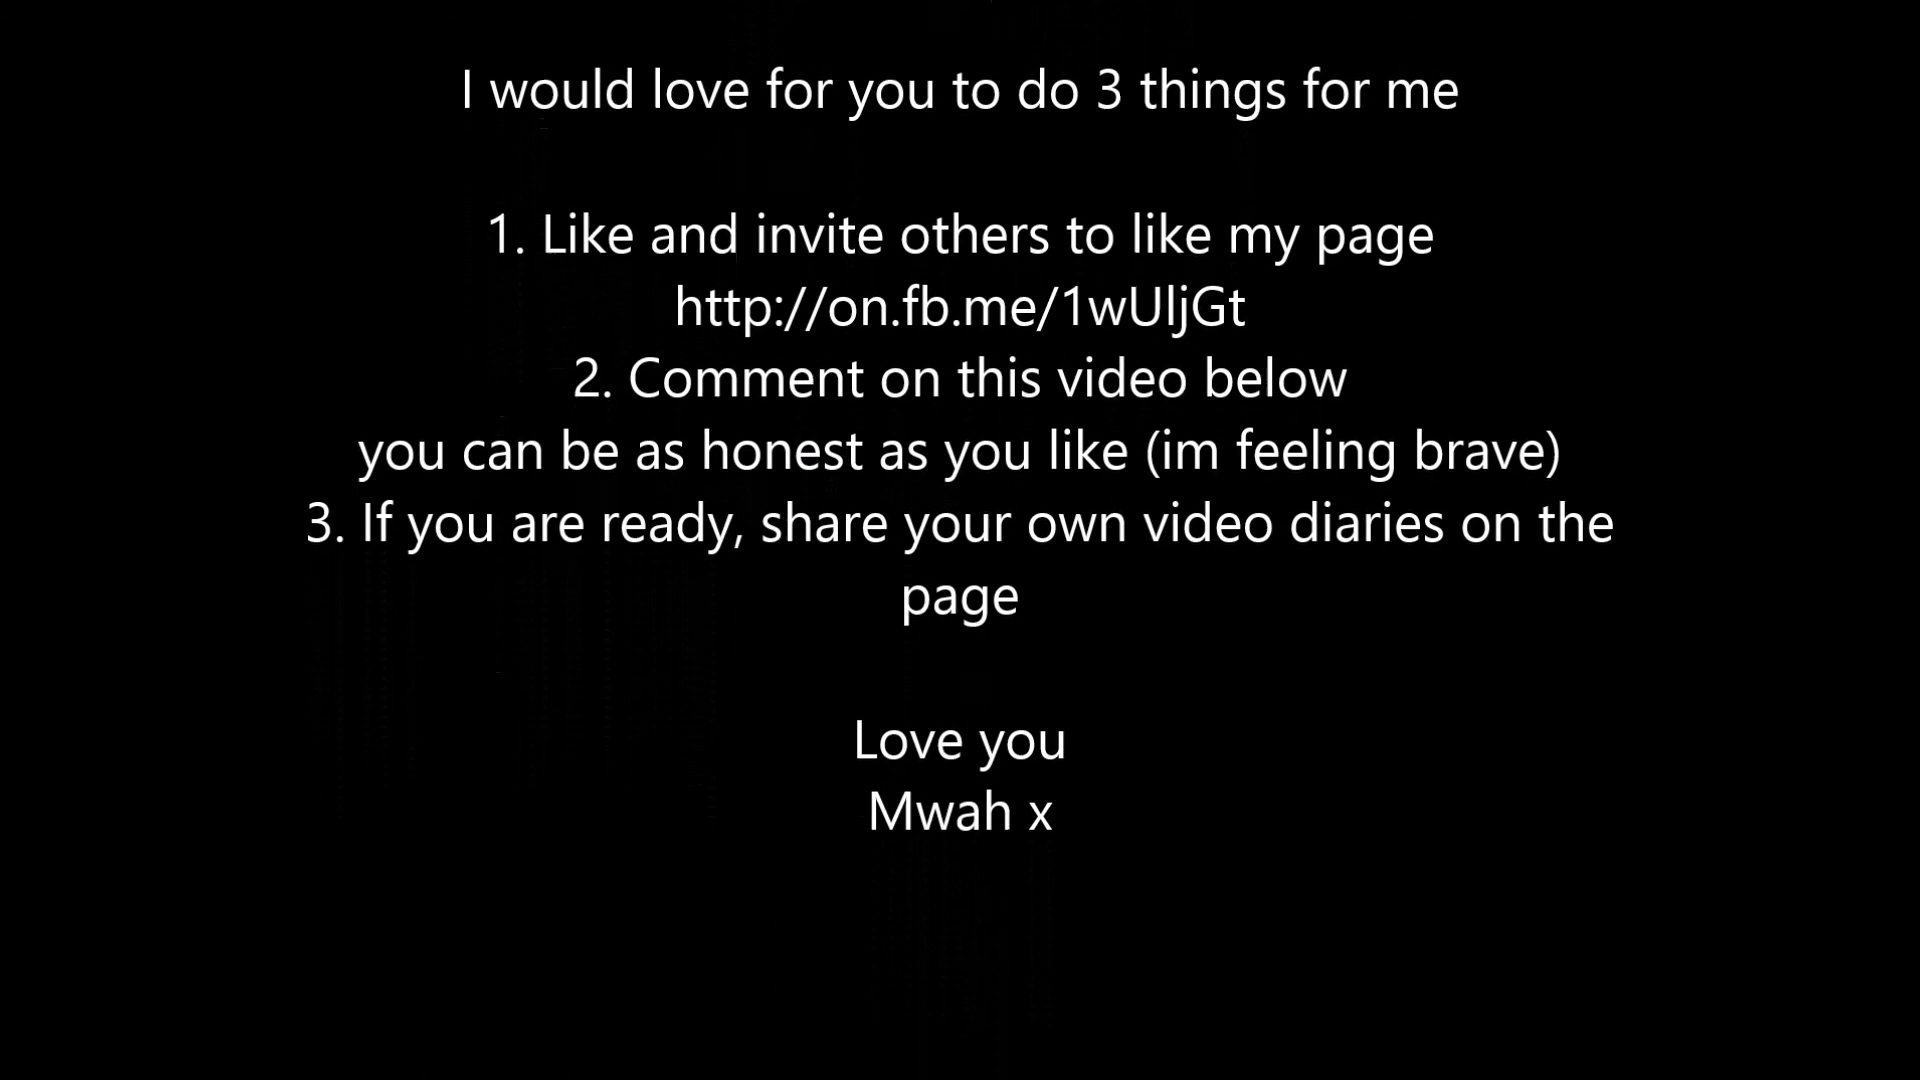 I would love for you to do 3 things for me
1. Like and invite others to like my page
http://on.fb.me/1wUljGt
2. Comment on this video below
you can be as honest as you like (im feeling brave)
3. If you are ready, share your own video diaries on the
page
Love you
Mwah x